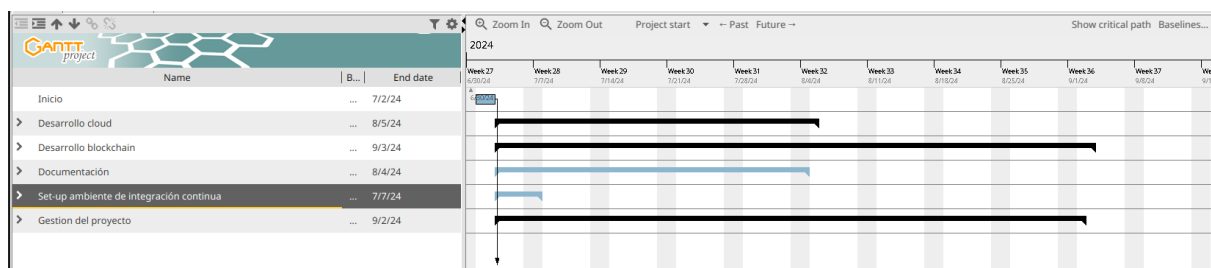 Zoom In Zoom Out Project start ← Past Future → Show critical path Baselines...
GANTT
project
2024
Name B... End date
Week 27 Week 28 Week 29 Week 30 Week 31 Week 32 Week 33 Week 34 Week 35 Week 36 Week 37
6/30/24 7/7/24 7/14/24 7/21/24 7/28/24 8/4/24 8/11/24 8/18/24 8/25/24 9/1/24 9/8/24
Inicio ... 7/2/24
6/30/24
Desarrollo cloud ... 8/5/24
Desarrollo blockchain ... 9/3/24
Documentación ... 8/4/24
Set-up ambiente de integración continua ... 7/7/24
Gestion del proyecto ... 9/2/24